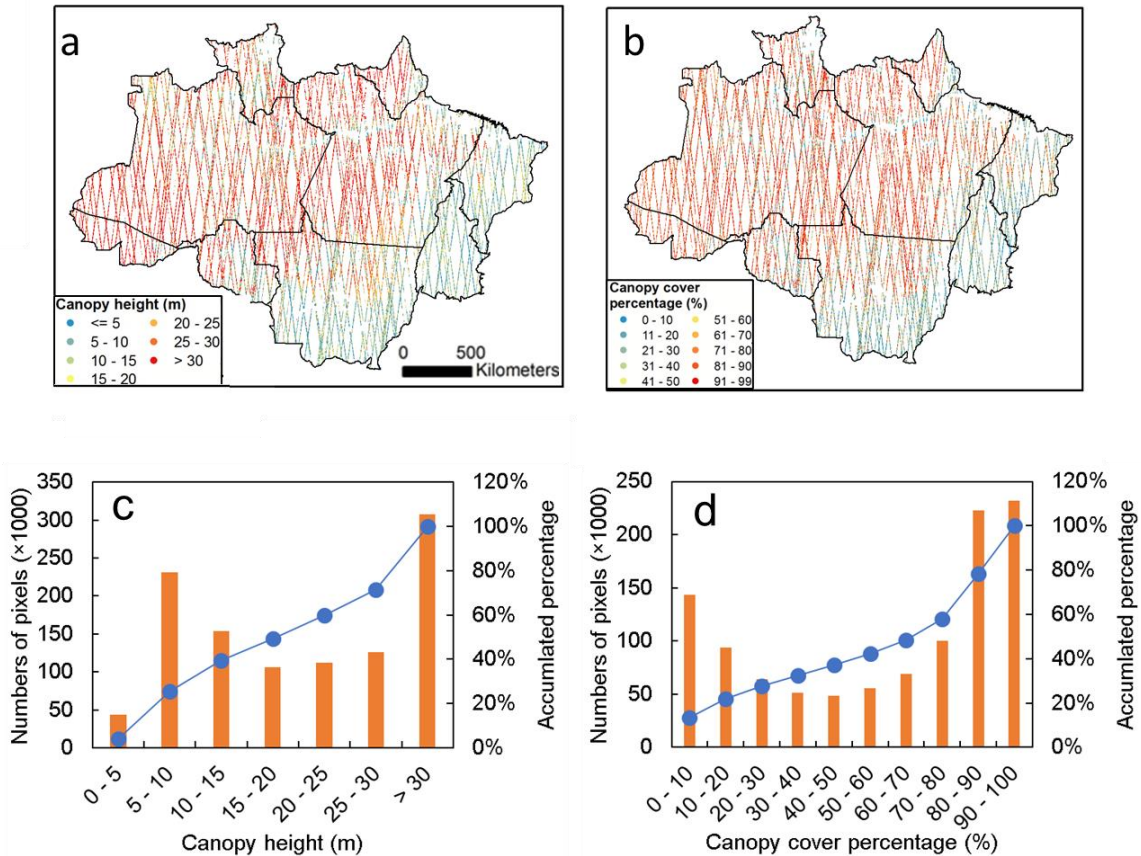 a
Canopy height (m)
<= 5
5 - 10
10 - 15
15 - 20
20 - 25
25 - 30
> 30
0 500
Kilometers
b
Canopy cover
percentage (%)
0 - 10
11 - 20
21 - 30
31 - 40
41 - 50
51 - 60
61 - 70
71 - 80
81 - 90
91 - 99
c
Numbers of pixels (×1000)
350
300
250
200
150
100
50
0
120%
100%
80%
60%
40%
20%
0%
Accumlated percentage
0 - 5
5 - 10
10 - 15
15 - 20
20 - 25
25 - 30
> 30
Canopy height (m)
d
Numbers of pixels (×1000)
250
200
150
100
50
0
120%
100%
80%
60%
40%
20%
0%
Accumulated percentage
0 - 10
10 - 20
20 - 30
30 - 40
40 - 50
50 - 60
60 - 70
70 - 80
80 - 90
90 - 100
Canopy cover percentage (%)